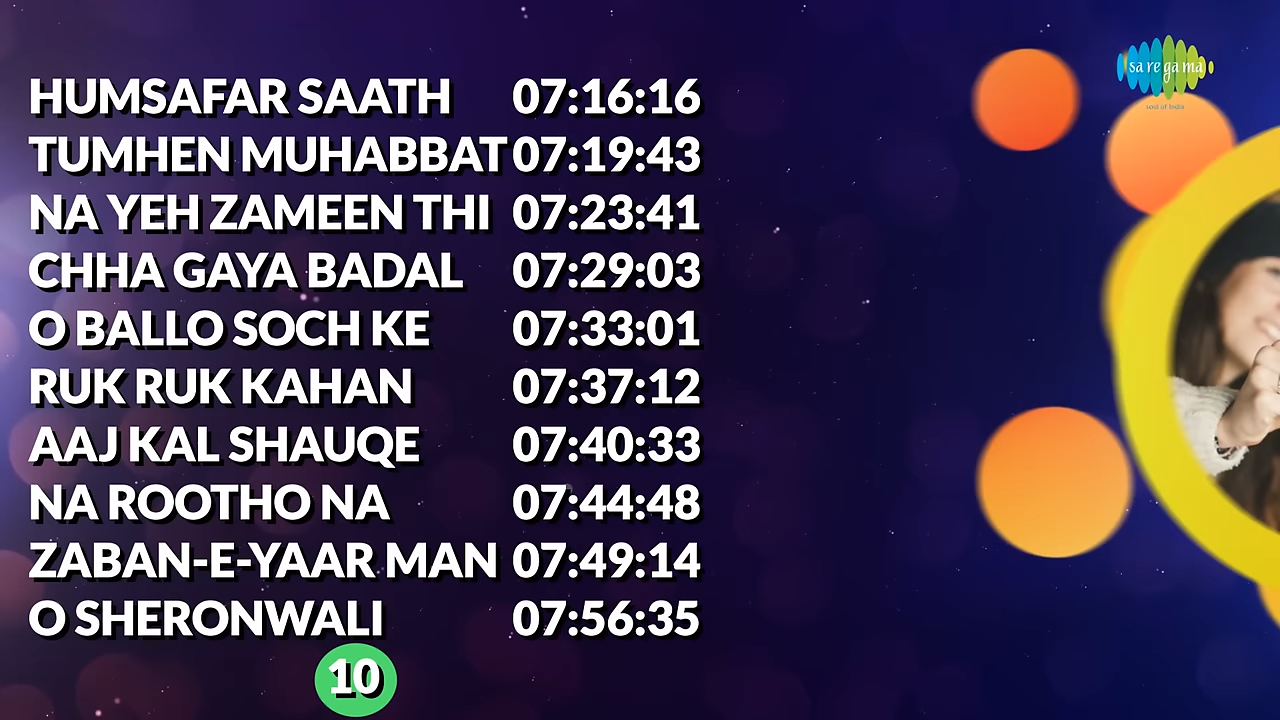 sa re ga ma
soul of India
HUMSAFAR SAATH 07:16:16
TUMHEN MUHABBAT 07:19:43
NA YEH ZAMEEN THI 07:23:41
CHHA GAYA BADAL 07:29:03
O BALLO SOCH KE 07:33:01
RUK RUK KAHAN 07:37:12
AAJ KAL SHAUQE 07:40:33
NA ROOTHO NA 07:44:48
ZABAN-E-YAAR MAN 07:49:14
O SHERONWALI 07:56:35
10